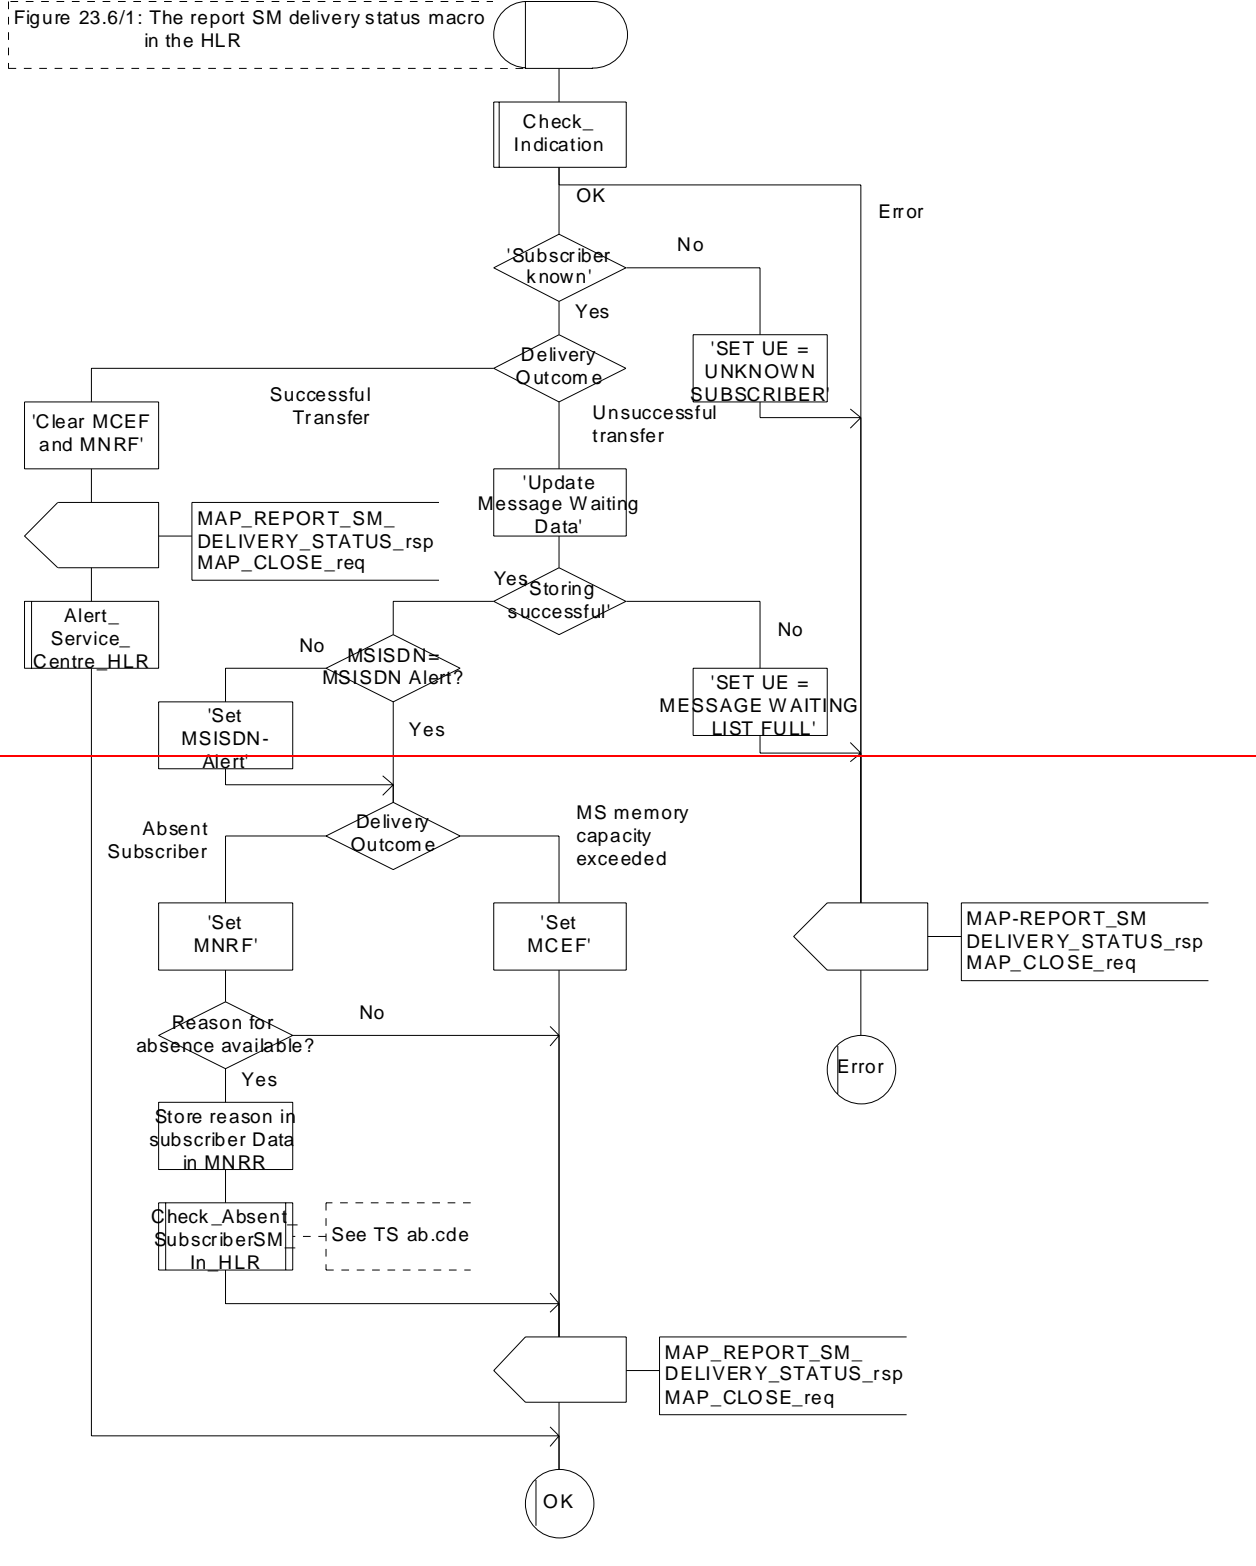 Figure 23.6/1: The report SM delivery status macro
in the HLR
Check_
Indication
OK
Error
'Subscriber
known'
No
Yes
'SET UE =
UNKNOWN
SUBSCRIBER'
Delivery
Outcome
Successful
Transfer
Unsuccessful
transfer
'Clear MCEF
and MNRF'
'Update
Message Waiting
Data'
MAP_REPORT_SM_
DELIVERY_STATUS_rsp
MAP_CLOSE_req
Yes
'Storing
successful'
No
Alert_
Service_
Centre_HLR
No
MSISDN=
MSISDN Alert?
Yes
'SET UE =
MESSAGE WAITING
LIST FULL'
'Set
MSISDN-
Alert'
Absent
Subscriber
Delivery
Outcome
MS memory
capacity
exceeded
'Set
MNRF'
'Set
MCEF'
MAP-REPORT_SM
DELIVERY_STATUS_rsp
MAP_CLOSE_req
Reason for
absence available?
No
Yes
Error
Store reason in
subscriber Data
in MNRR
Check_Absent_
SubscriberSM_
In_HLR
See TS ab.cde
MAP_REPORT_SM_
DELIVERY_STATUS_rsp
MAP_CLOSE_req
OK